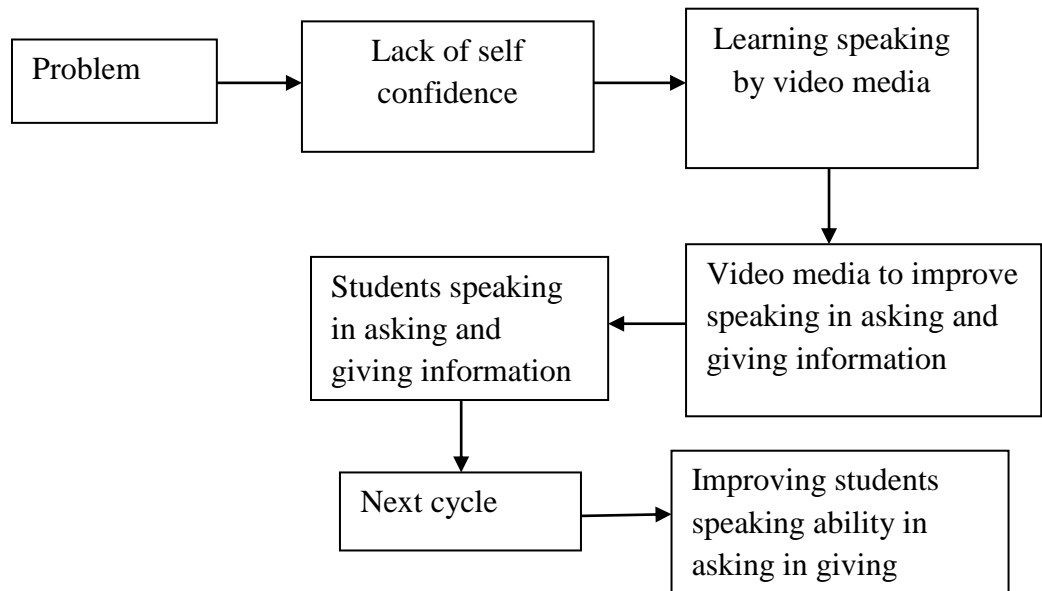 Problem
Lack of self
confidence
Learning speaking
by video media
Video media to improve
speaking in asking and
giving information
Students speaking
in asking and
giving information
Next cycle
Improving students
speaking ability in
asking in giving